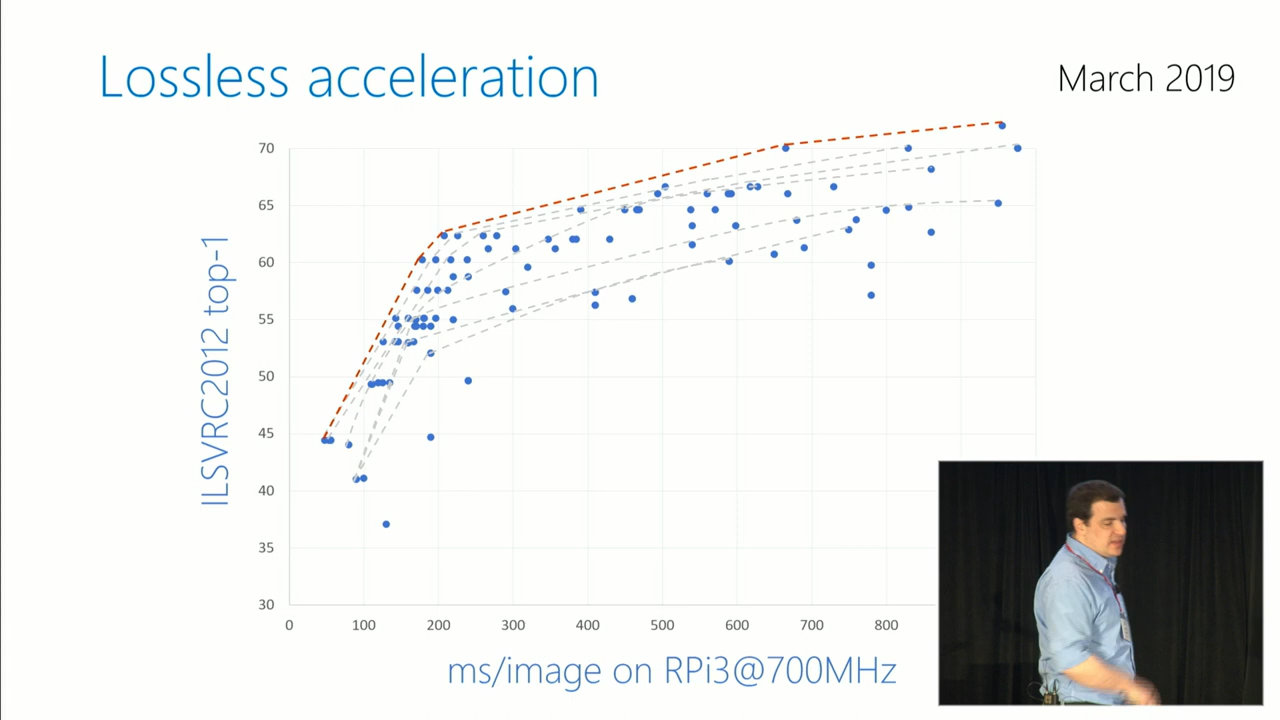 Lossless acceleration
March 2019
70
65
60
55
50
45
40
35
30
0 100 200 300 400 500 600 700 800
ILSVRC2012 top-1
ms/image on RPi3@700MHz